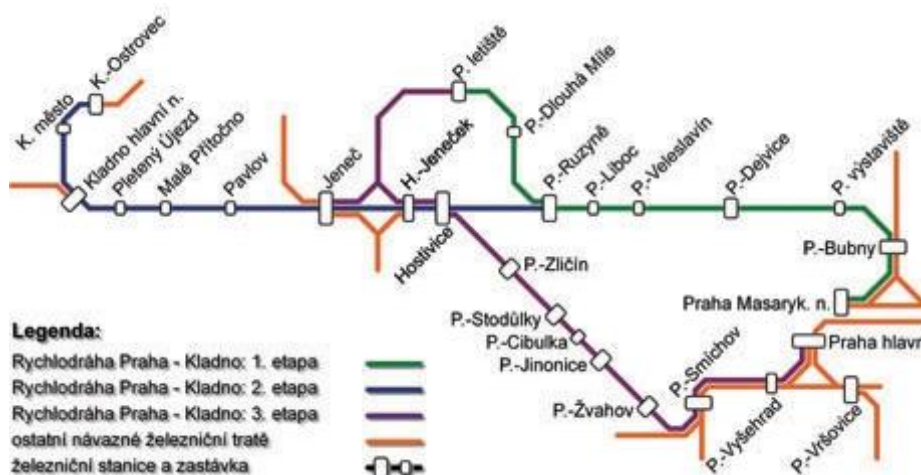 K.-Ostrovec
K. město
Kladno hlavní n.
Pletený Újezd
Malé Přítočno
Pavlov
Jeneč
H.-Jeneček
Hostivice
P. letiště
P.-Dlouhá Míle
P.-Ruzyně
P.-Liboc
P.-Veleslavín
P.-Dejvice
P. výstaviště
P.-Bubny
Praha Masaryk. n.
P.-Zličín
P.-Stodůlky
P.-Cibulka
P.-Jinonice
P.-Žvahov
P.-Smíchov
P.-Vyšehrad
Praha hlavn
P.-Vršovice
Legenda:
Rychlodráha Praha - Kladno: 1. etapa
Rychlodráha Praha - Kladno: 2. etapa
Rychlodráha Praha - Kladno: 3. etapa
ostatní návazné železniční tratě
železniční stanice a zastávka